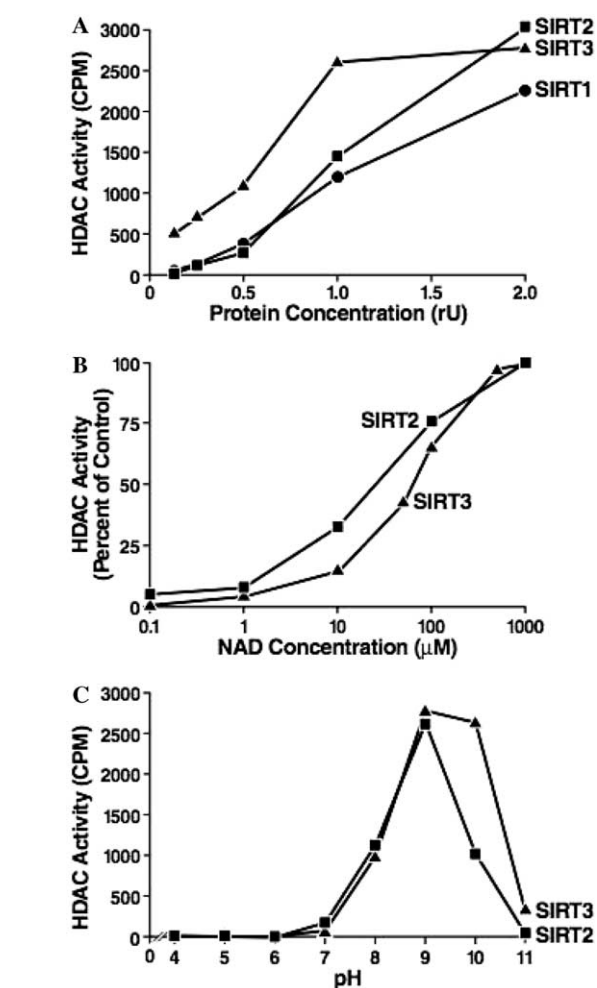 A
HDAC Activity (CPM)
3000
2500
2000
1500
1000
500
0
SIRT2
SIRT3
SIRT1
0 0.5 1.0 1.5 2.0
Protein Concentration (rU)
B
HDAC Activity
(Percent of Control)
100
75
50
25
0
SIRT2
SIRT3
0.1 1 10 100 1000
NAD Concentration (μM)
C
HDAC Activity (CPM)
3000
2500
2000
1500
1000
500
0
SIRT3
SIRT2
0 4 5 6 7 8 9 10 11
pH